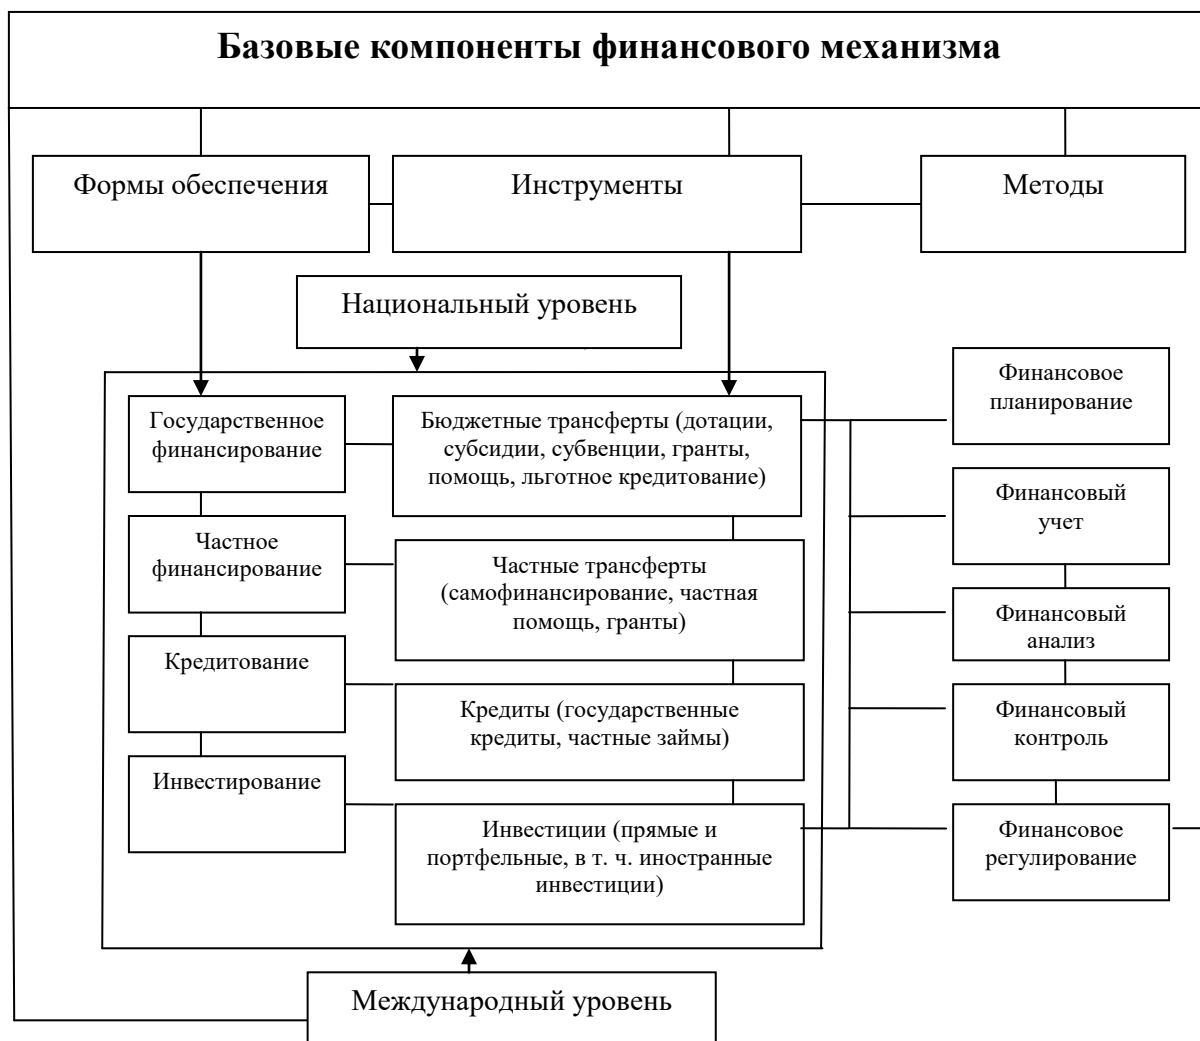 Базовые компоненты финансового механизма
Формы обеспечения
Инструменты
Методы
Национальный уровень
Государственное
финансирование
Бюджетные трансферты (дотации,
субсидии, субвенции, гранты,
помощь, льготное кредитование)
Финансовое
планирование
Частное
финансирование
Частные трансферты
(самофинансирование, частная
помощь, гранты)
Финансовый
учет
Финансовый
анализ
Кредитование
Кредиты (государственные
кредиты, частные займы)
Финансовый
контроль
Инвестирование
Инвестиции (прямые и
портфельные, в т. ч. иностранные
инвестиции)
Финансовое
регулирование
Международный уровень